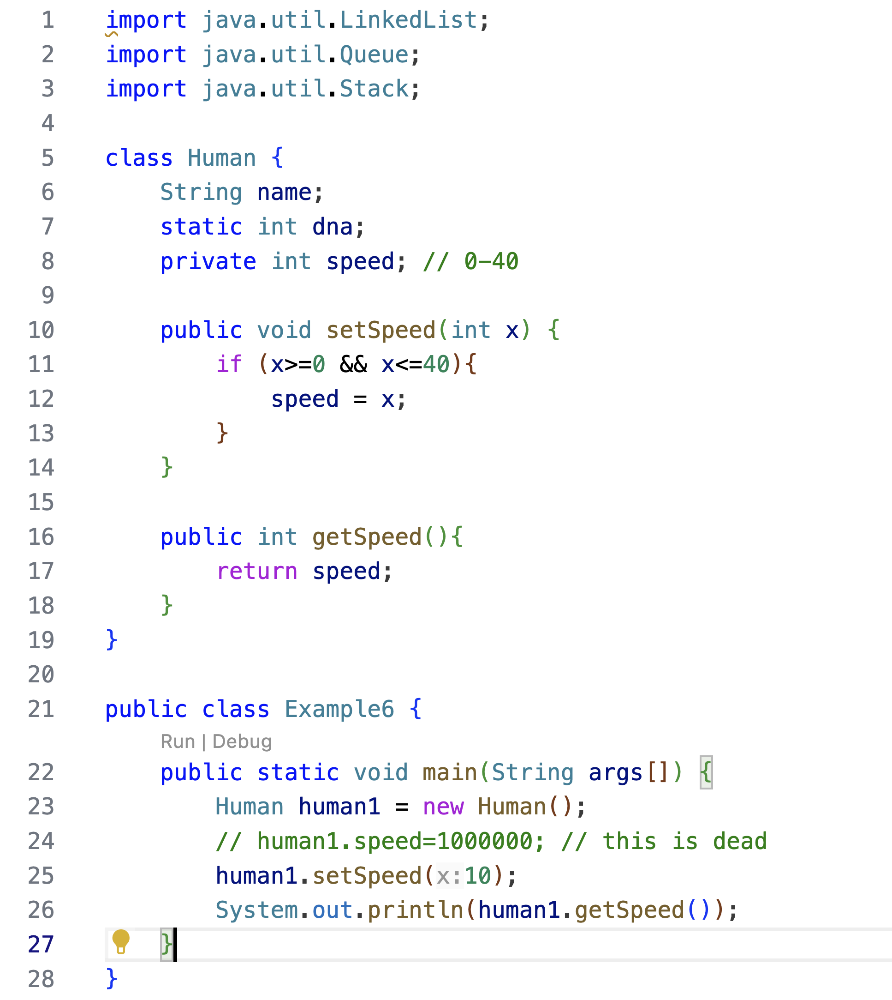 1 import java.util.LinkedList;
2 import java.util.Queue;
3 import java.util.Stack;
4
5 class Human {
6     String name;
7     static int dna;
8     private int speed; // 0-40
9
10     public void setSpeed(int x) {
11         if (x>=0 && x<=40){
12             speed = x;
13         }
14     }
15
16     public int getSpeed(){
17         return speed;
18     }
19 }
20
21 public class Example6 {
Run | Debug
22     public static void main(String args[]) {
23         Human human1 = new Human();
24         // human1.speed=1000000; // this is dead
25         human1.setSpeed(x:10);
26         System.out.println(human1.getSpeed());
27     }
28 }